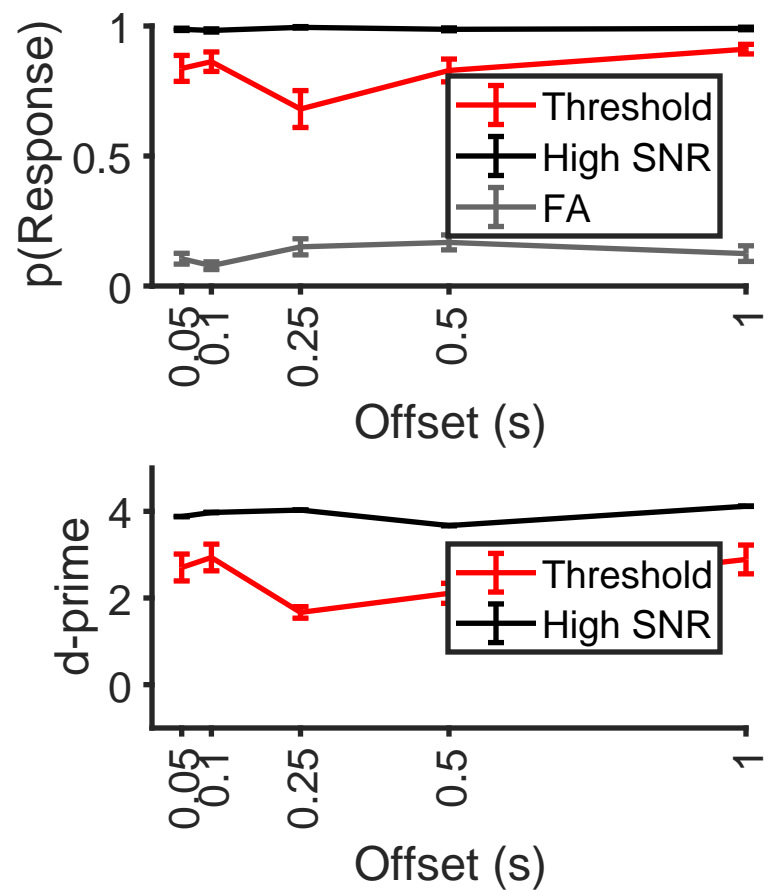 p(Response)
1
0.5
0
Threshold
High SNR
FA
0.05
0.1
0.25
0.5
1
Offset (s)
d-prime
4
2
0
Threshold
High SNR
0.05
0.1
0.25
0.5
1
Offset (s)